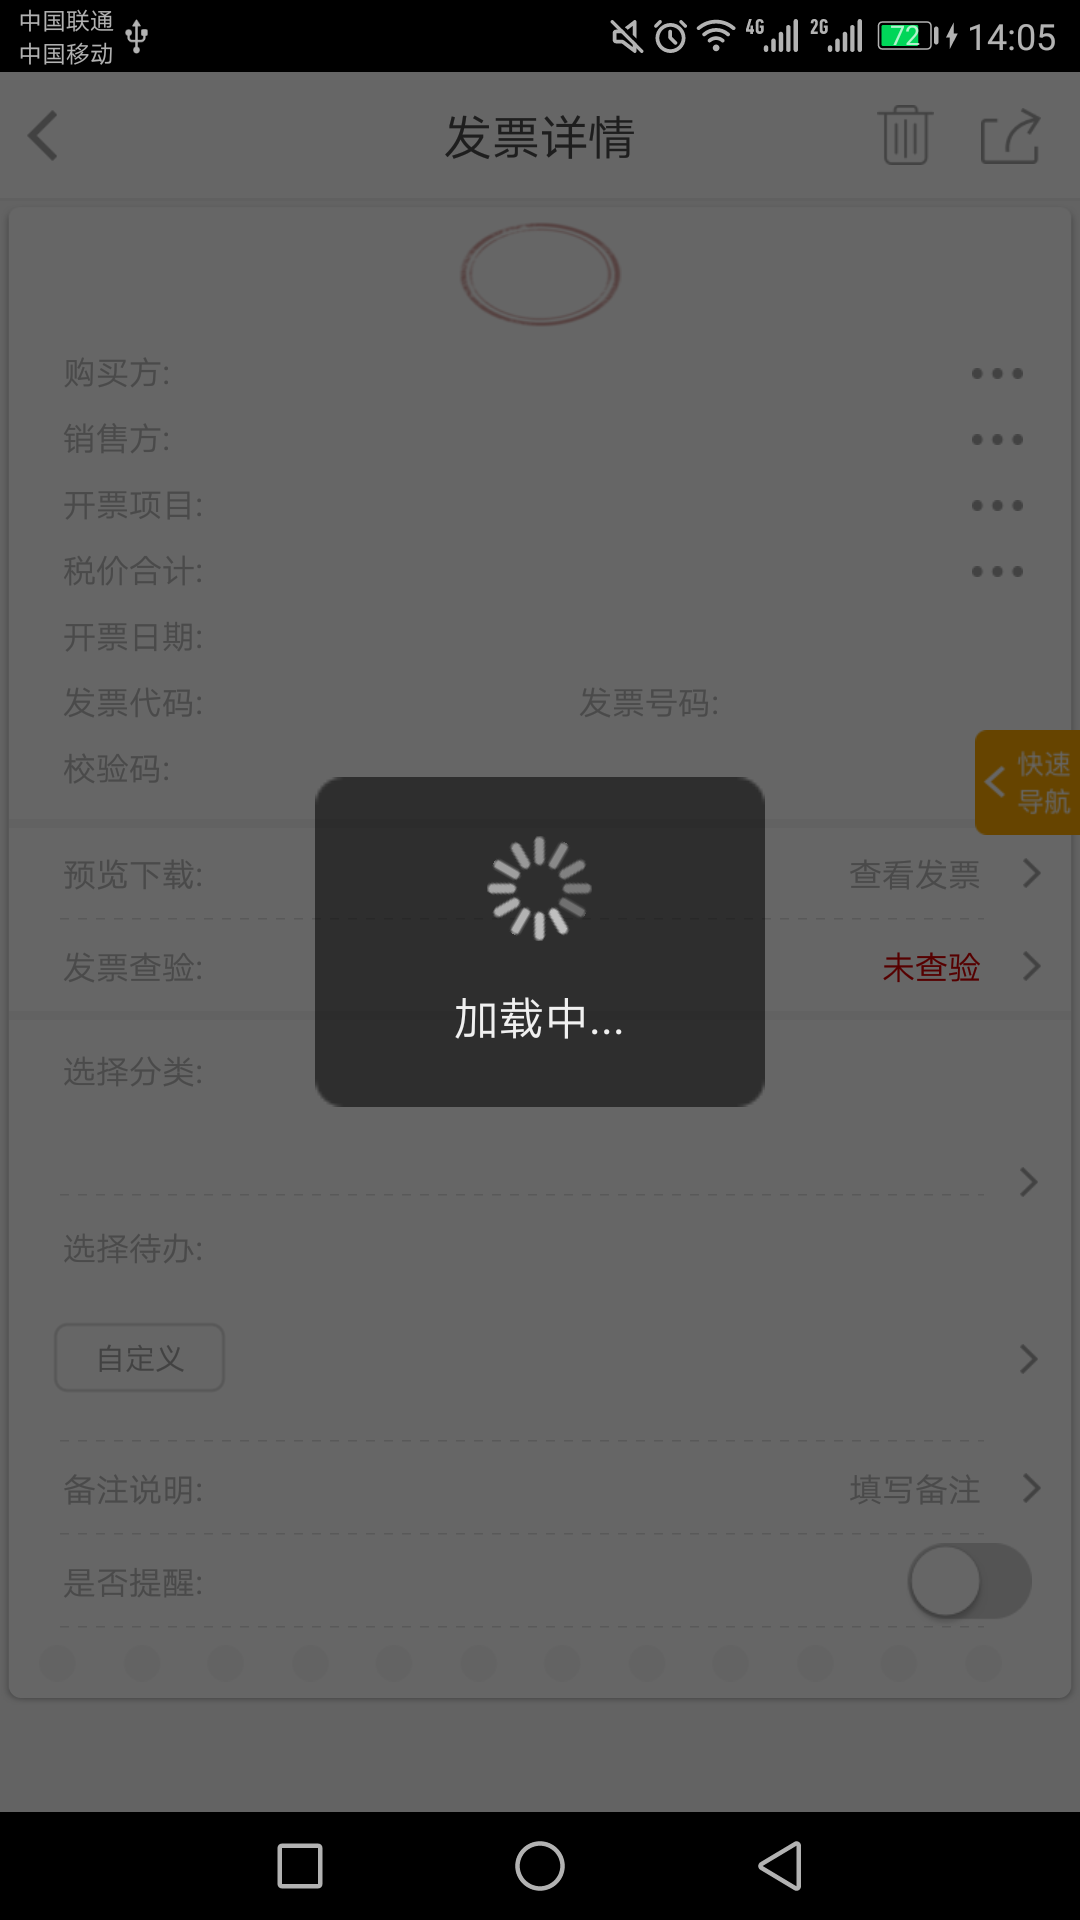 中国联通
中国移动
4G
2G
72
14:05
发票详情
购买方:
销售方:
开票项目:
税价合计:
开票日期:
发票代码:
发票号码:
校验码:
快速
导航
预览下载:
查看发票
发票查验:
未查验
加载中...
选择分类:
选择待办:
自定义
备注说明:
填写备注
是否提醒: